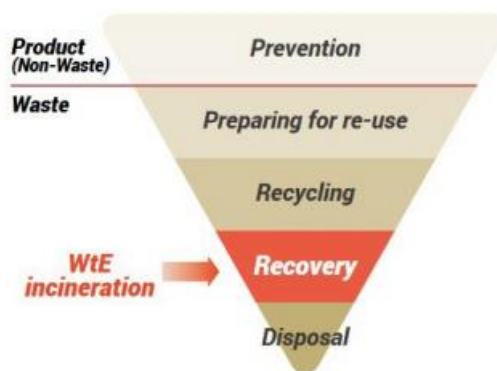 Product
(Non-Waste)
Prevention
Waste
Preparing for re-use
Recycling
WtE
incineration
Recovery
Disposal